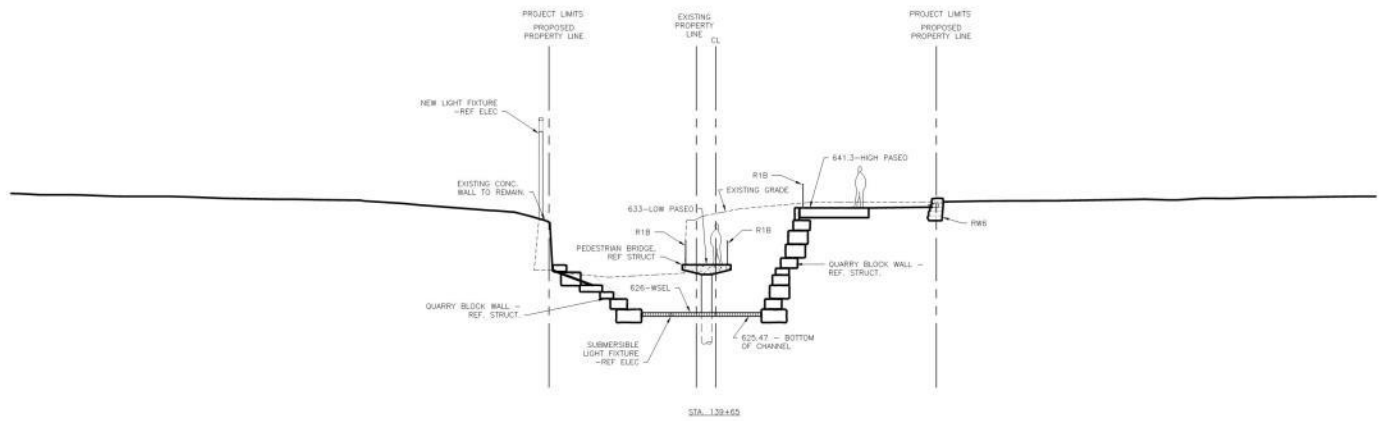 PROJECT LIMITS
PROPOSED
PROPERTY LINE
EXISTING
PROPERTY
LINE
CL
PROJECT LIMITS
PROPOSED
PROPERTY LINE
NEW LIGHT FIXTURE
-REF ELEC
641.3-HIGH PASEO
R1B
EXISTING CONC.
WALL TO REMAIN.
EXISTING GRADE
633-LOW PASEO
R1B
R1B
RW6
PEDESTRIAN BRIDGE,
REF STRUCT
QUARRY BLOCK WALL -
REF. STRUCT.
626-WSEL
QUARRY BLOCK WALL -
REF. STRUCT.
SUBMERSIBLE
LIGHT FIXTURE
-REF ELEC
625.47 - BOTTOM
OF CHANNEL
STA. 139+65